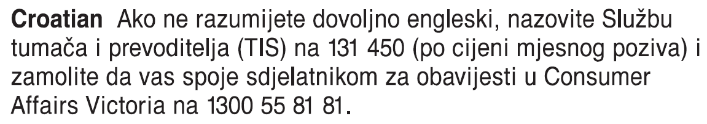 Croatian Ako ne razumijete dovoljno engleski, nazovite Službu
tumača i prevoditelja (TIS) na 131 450 (po cijeni mjesnog poziva) i
zamolite da vas spoje sdjelatnikom za obavijesti u Consumer
Affairs Victoria na 1300 55 81 81.